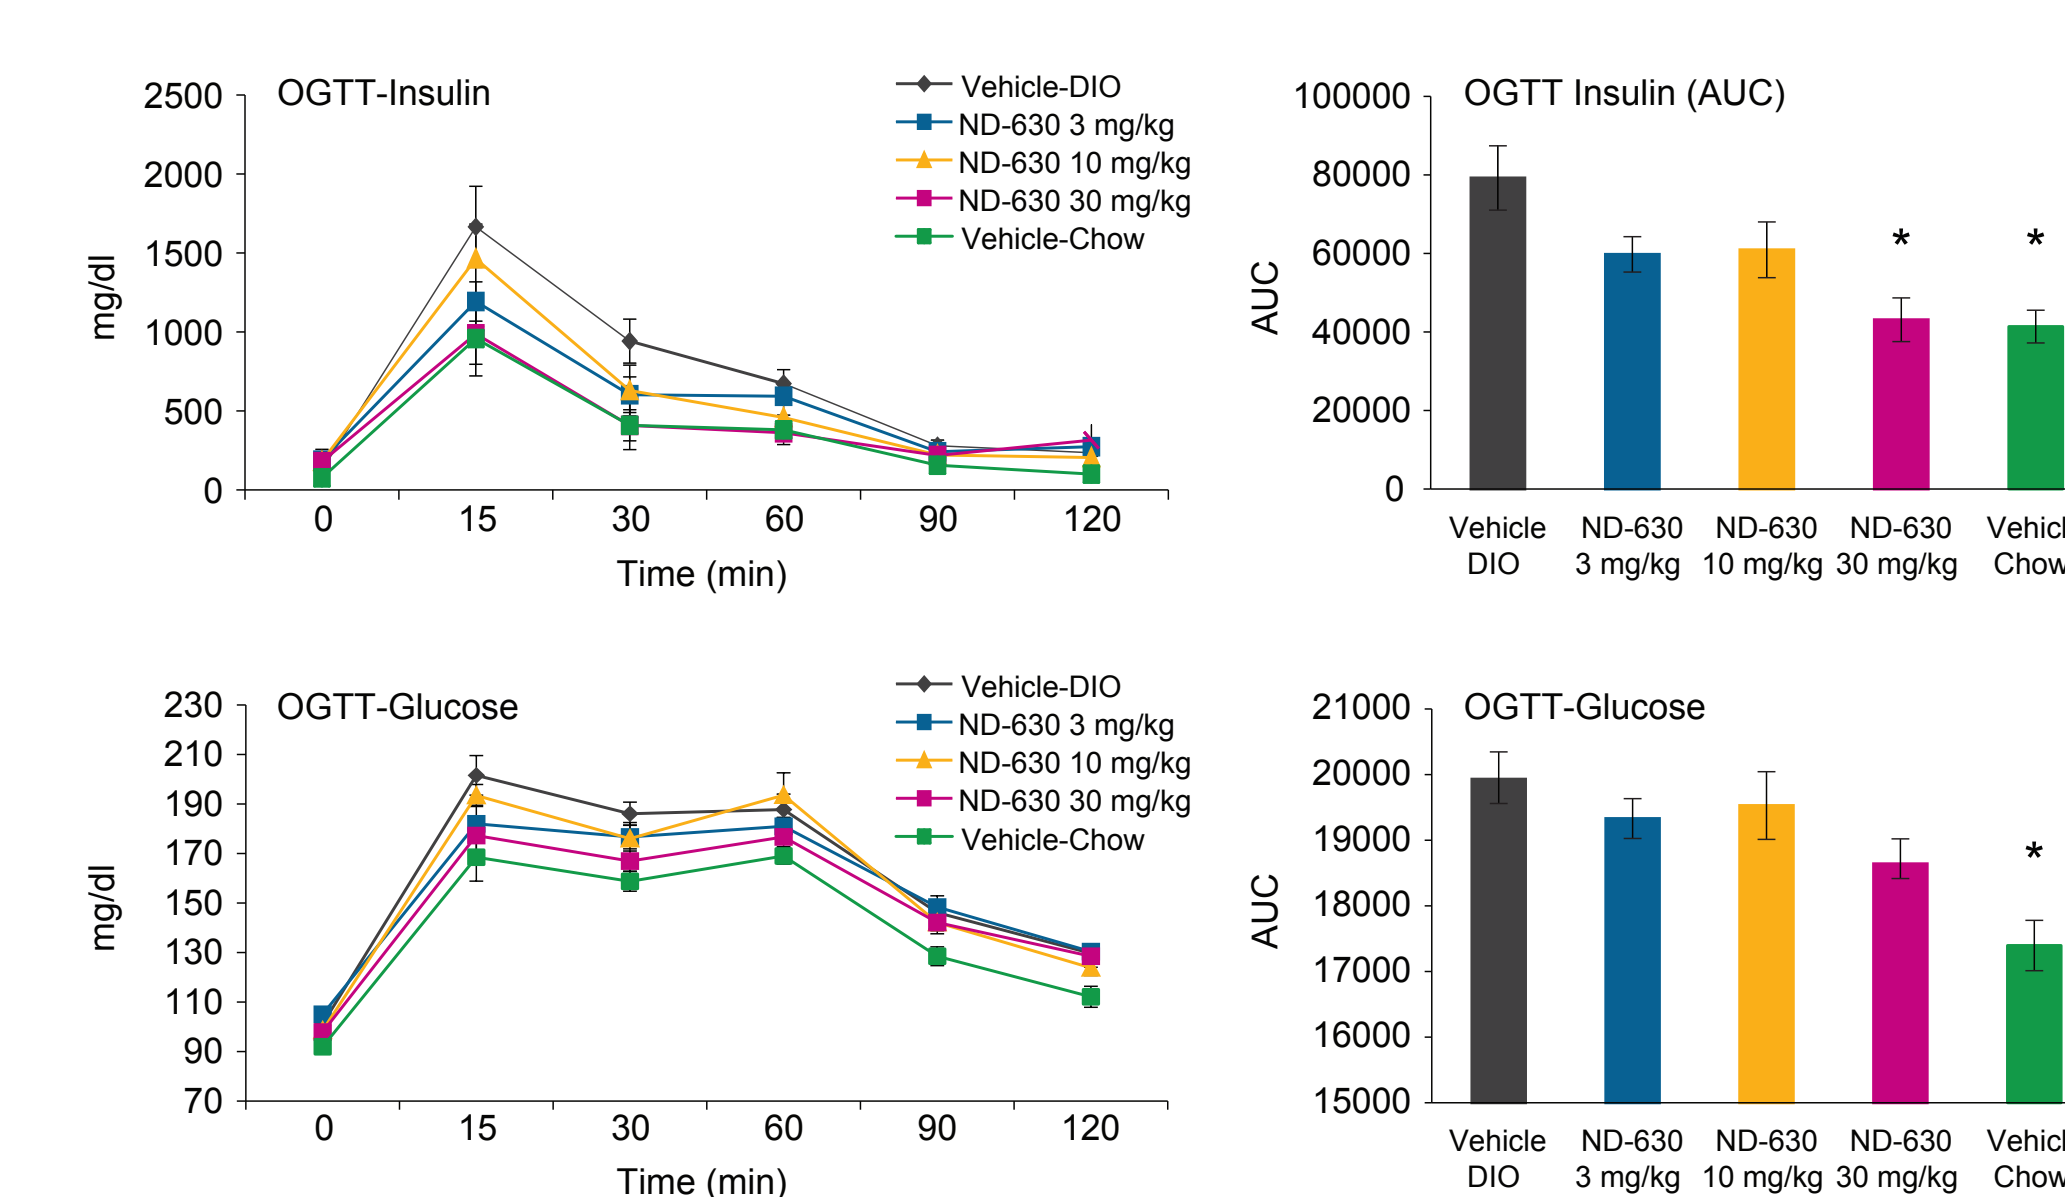 OGTT-Insulin
2500
2000
1500
1000
500
0
mg/dl
0 15 30 60 90 120
Time (min)
Vehicle-DIO
ND-630 3 mg/kg
ND-630 10 mg/kg
ND-630 30 mg/kg
Vehicle-Chow
OGTT Insulin (AUC)
100000
80000
60000
40000
20000
0
AUC
* *
Vehicle ND-630 ND-630 ND-630 Vehicl
DIO 3 mg/kg 10 mg/kg 30 mg/kg Chow
OGTT-Glucose
230
210
190
170
150
130
110
90
70
mg/dl
0 15 30 60 90 120
Time (min)
Vehicle-DIO
ND-630 3 mg/kg
ND-630 10 mg/kg
ND-630 30 mg/kg
Vehicle-Chow
OGTT-Glucose
21000
20000
19000
18000
17000
16000
15000
AUC
*
Vehicle ND-630 ND-630 ND-630 Vehicl
DIO 3 mg/kg 10 mg/kg 30 mg/kg Chow